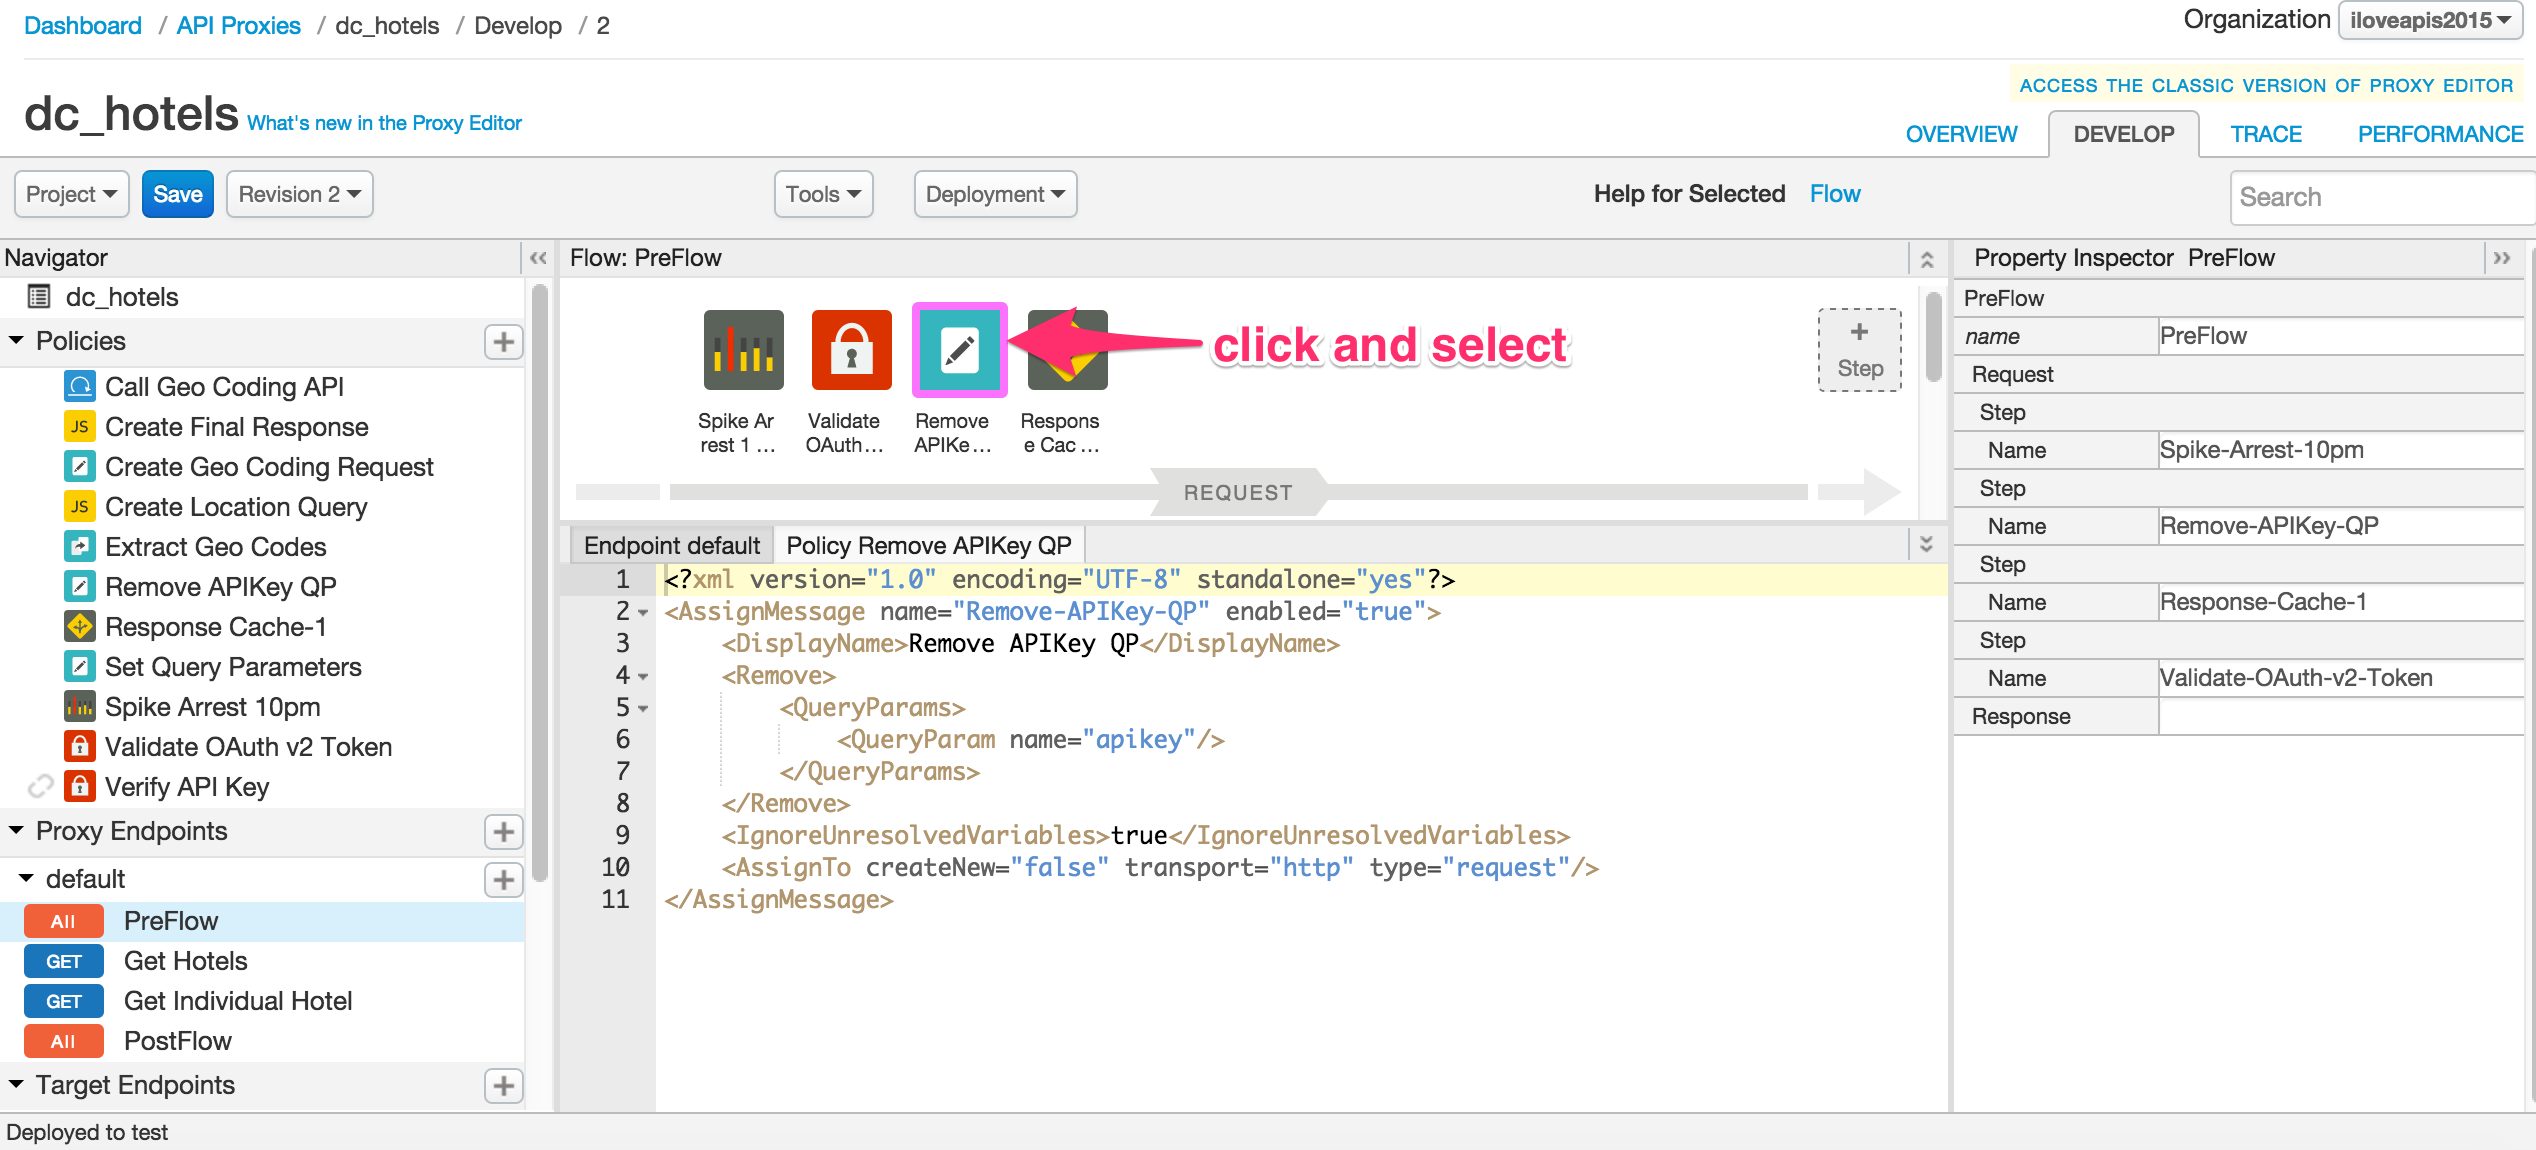 Dashboard / API Proxies / dc_hotels / Develop / 2
Organization iloveapis2015
ACCESS THE CLASSIC VERSION OF PROXY EDITOR
dc_hotels What's new in the Proxy Editor
OVERVIEW DEVELOP TRACE PERFORMANCE
Project Save Revision 2 Tools Deployment Help for Selected Flow Search
Navigator
dc_hotels
Policies
Call Geo Coding API
JS Create Final Response
Create Geo Coding Request
JS Create Location Query
Extract Geo Codes
Remove APIKey QP
Response Cache-1
Set Query Parameters
Spike Arrest 10pm
Validate OAuth v2 Token
Verify API Key
Proxy Endpoints
default
All PreFlow
GET Get Hotels
GET Get Individual Hotel
All PostFlow
Target Endpoints
Flow: PreFlow
click and select
+
Step
Spike Ar
rest 1 ...
Validate
OAuth...
Remove
APIKe...
Respons
e Cac ...
REQUEST
Endpoint default Policy Remove APIKey QP
1 <?xml version="1.0" encoding="UTF-8" standalone="yes"?>
2 <AssignMessage name="Remove-APIKey-QP" enabled="true">
3 <DisplayName>Remove APIKey QP</DisplayName>
4 <Remove>
5 <QueryParams>
6 <QueryParam name="apikey"/>
7 </QueryParams>
8 </Remove>
9 <IgnoreUnresolvedVariables>true</IgnoreUnresolvedVariables>
10 <AssignTo createNew="false" transport="http" type="request"/>
11 </AssignMessage>
Property Inspector PreFlow
PreFlow
name PreFlow
Request
Step
Name Spike-Arrest-10pm
Step
Name Remove-APIKey-QP
Step
Name Response-Cache-1
Step
Name Validate-OAuth-v2-Token
Response
Deployed to test